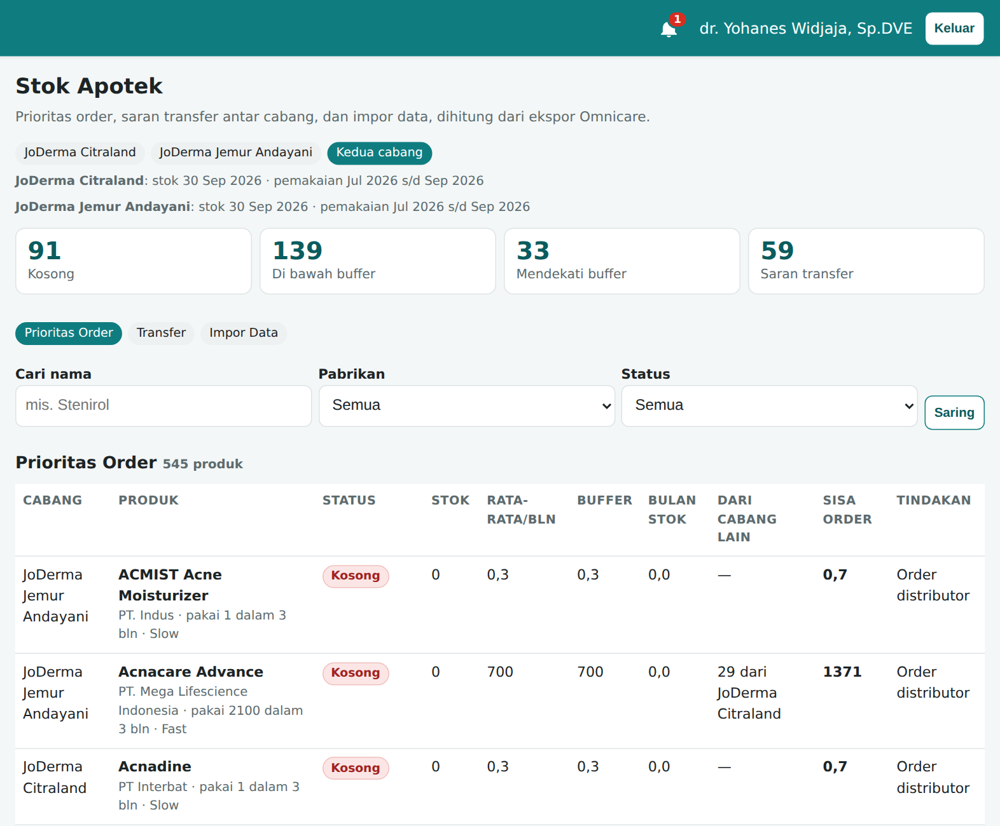 1
dr. Yohanes Widjaja, Sp.DVE
Keluar
Stok Apotek
Prioritas order, saran transfer antar cabang, dan impor data, dihitung dari ekspor Omnicare.
JoDerma Citraland
JoDerma Jemur Andayani
Kedua cabang
JoDerma Citraland: stok 30 Sep 2026 · pemakaian Jul 2026 s/d Sep 2026
JoDerma Jemur Andayani: stok 30 Sep 2026 · pemakaian Jul 2026 s/d Sep 2026
91
Kosong
139
Di bawah buffer
33
Mendekati buffer
59
Saran transfer
Prioritas Order
Transfer
Impor Data
Cari nama
mis. Stenirol
Pabrikan
Semua
Status
Semua
Saring
Prioritas Order 545 produk
CABANG
PRODUK
STATUS
STOK
RATA-
RATA/BLN
BUFFER
BULAN
STOK
DARI
CABANG
LAIN
SISA
ORDER
TINDAKAN
JoDerma
Jemur
Andayani
ACMIST Acne
Moisturizer
PT. Indus · pakai 1 dalam 3
bln · Slow
Kosong
0
0,3
0,3
0,0
—
0,7
Order
distributor
JoDerma
Jemur
Andayani
Acnacare Advance
PT. Mega Lifescience
Indonesia · pakai 2100 dalam
3 bln · Fast
Kosong
0
700
700
0,0
29 dari
JoDerma
Citraland
1371
Order
distributor
JoDerma
Citraland
Acnadine
PT Interbat · pakai 1 dalam 3
bln · Slow
Kosong
0
0,3
0,3
0,0
—
0,7
Order
distributor